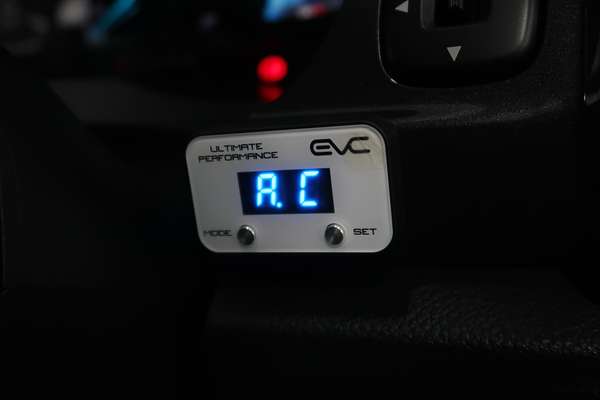 ULTIMATE
PERFORMANCE
EVC
A.C
MODE
SET